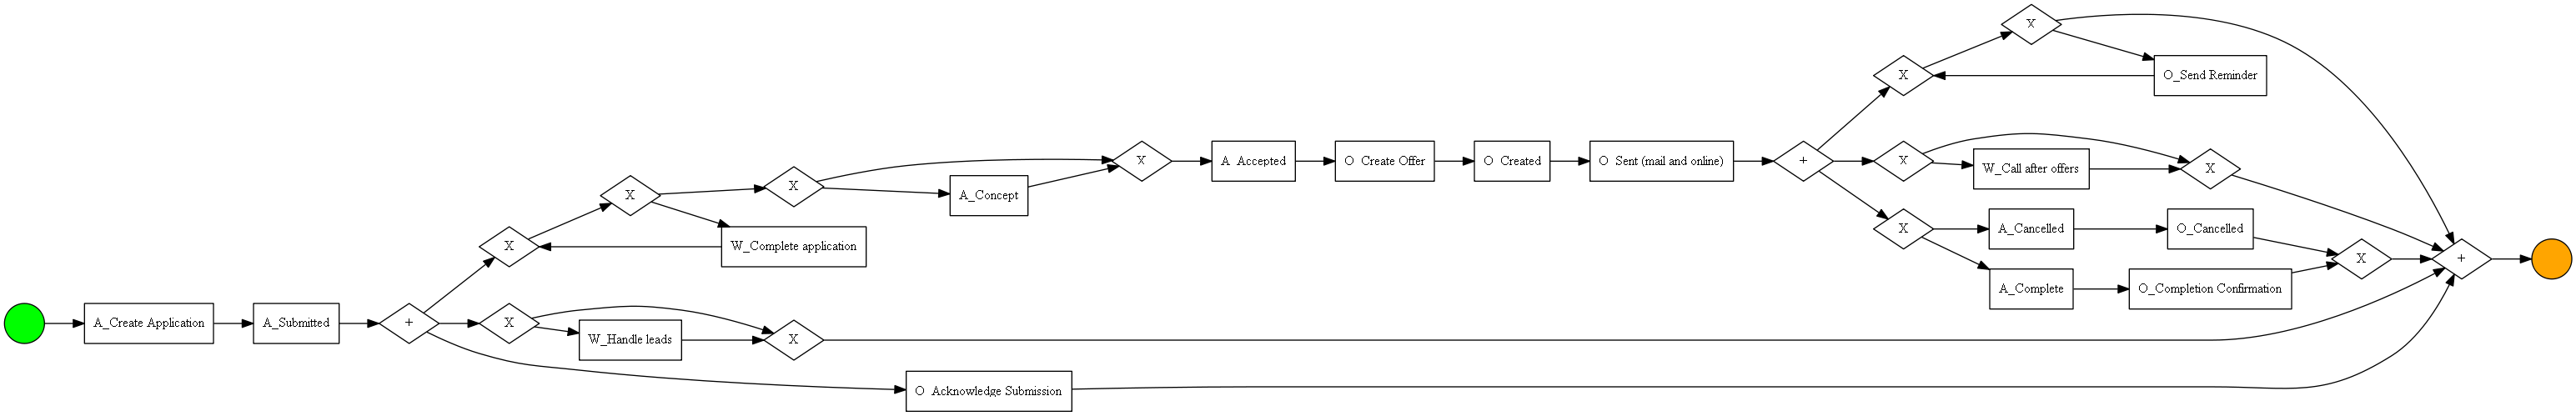 X
O_Send Reminder
X
X
A_Accepted
O_Create Offer
O_Created
O_Sent (mail and online)
+
X
W_Call after offers
X
X
X
A_Concept
X
A_Cancelled
O_Cancelled
X
W_Complete application
X
+
A_Complete
O_Completion Confirmation
A_Create Application
A_Submitted
+
X
W_Handle leads
X
O_Acknowledge Submission